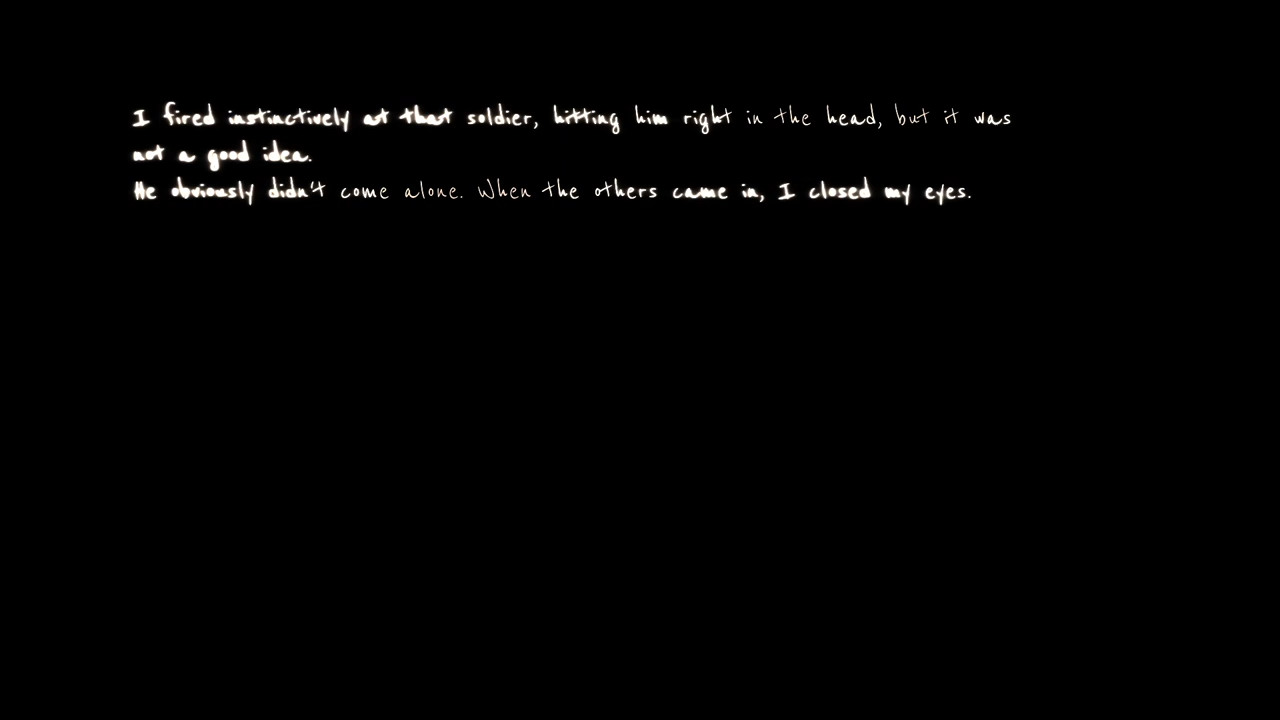 I fired instinctively at that soldier, hitting him right in the head, but it was
not a good idea.
He obviously didn't come alone. When the others came in, I closed my eyes.